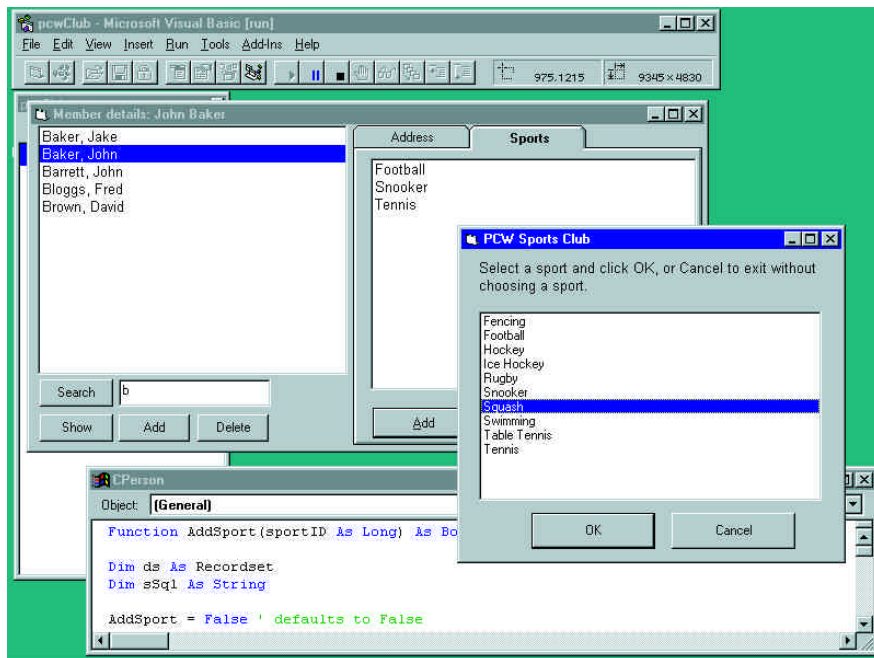 pcwClub - Microsoft Visual Basic [run]
File Edit View Insert Run Tools Add-Ins Help
975,1215 9345×4830
Member details: John Baker
Baker, Jake
Baker, John
Barrett, John
Bloggs, Fred
Brown, David
Search b
Show Add Delete
Address Sports
Football
Snooker
Tennis
Add
PCW Sports Club
Select a sport and click OK, or Cancel to exit without
choosing a sport.
Fencing
Football
Hockey
Ice Hockey
Rugby
Snooker
Squash
Swimming
Table Tennis
Tennis
OK Cancel
CPerson
Object: (General)
Function AddSport(sportID As Long) As Bo
Dim ds As Recordset
Dim sSql As String
AddSport = False ' defaults to False